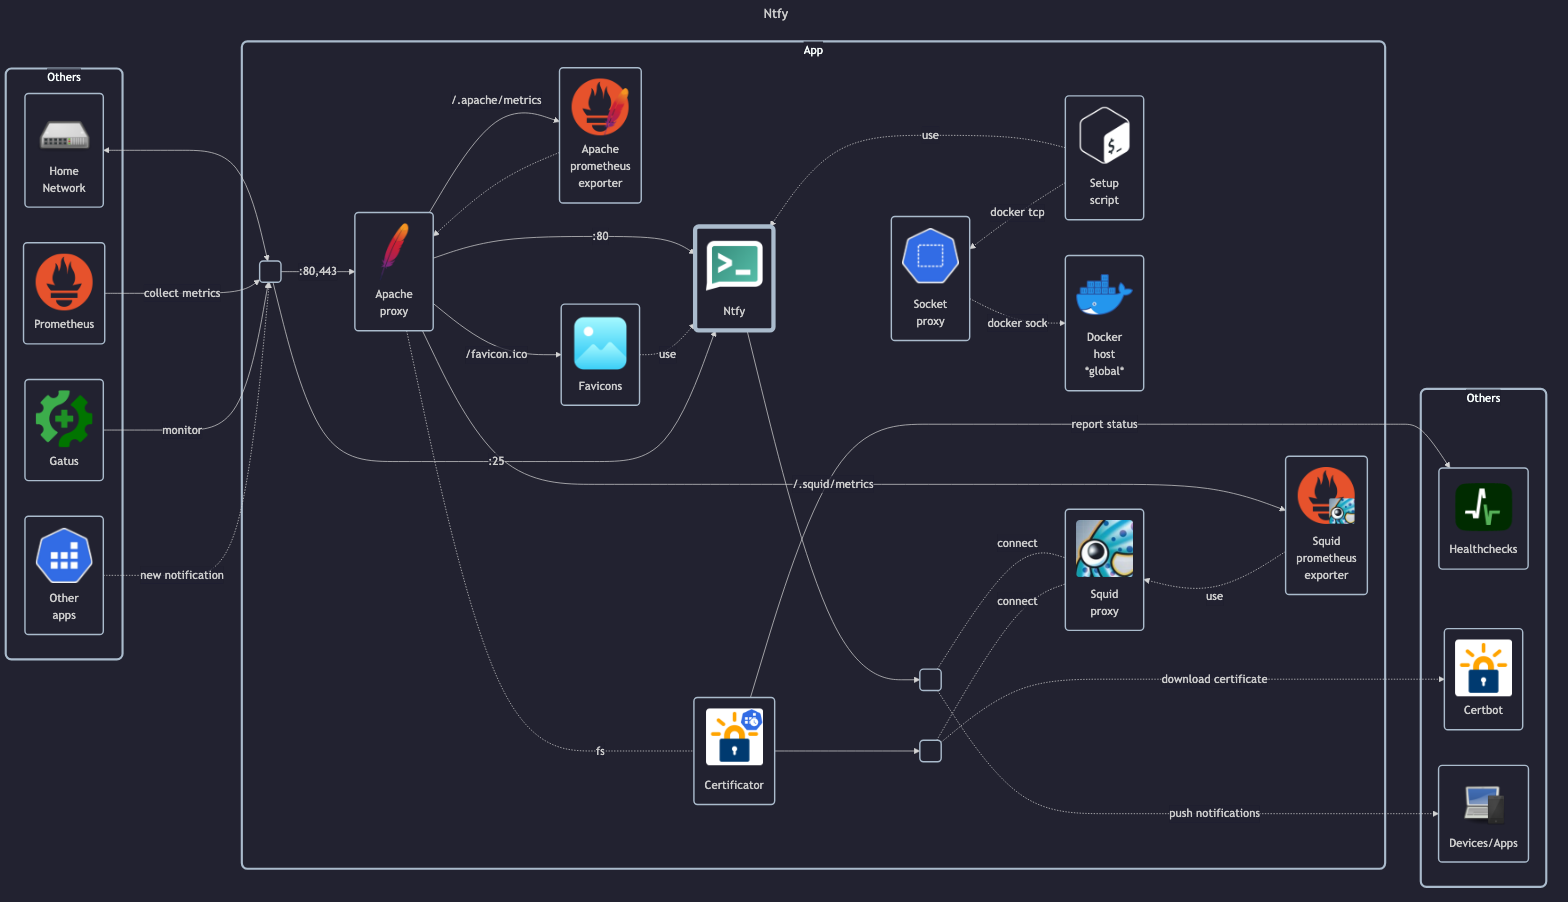 Ntfy
App
Others
Home
Network
Prometheus
Gatus
Other
apps
collect metrics
monitor
new notification
:80,443
Apache
proxy
/.apache/metrics
Apache
prometheus
exporter
:80
/favicon.ico
Favicons
use
Ntfy
>_
:25
fs
use
Setup
script
$_
docker tcp
Socket
proxy
docker sock
Docker
host
*global*
report status
/.squid/metrics
Squid
prometheus
exporter
use
connect
connect
Squid
proxy
Certificator
download certificate
push notifications
Others
Healthchecks
Certbot
Devices/Apps